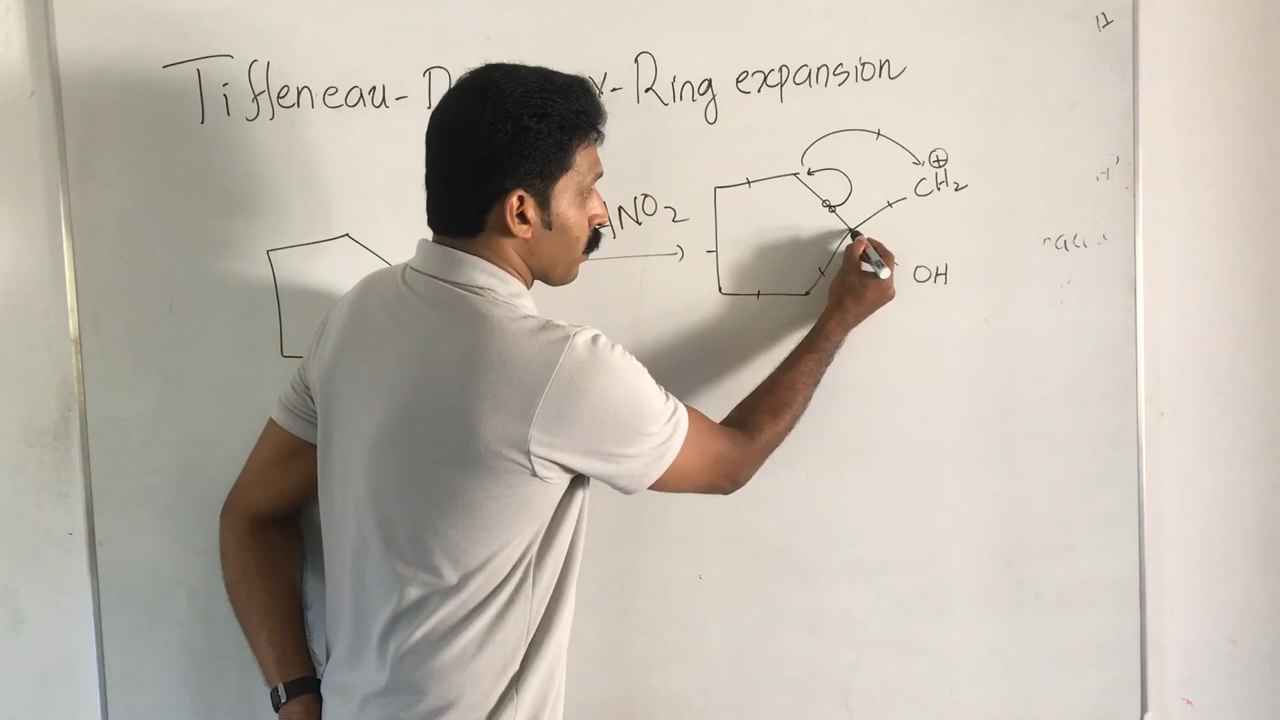 Tiffeneau- -Ring expansion
11
HNO2
⊕
CH2
OH